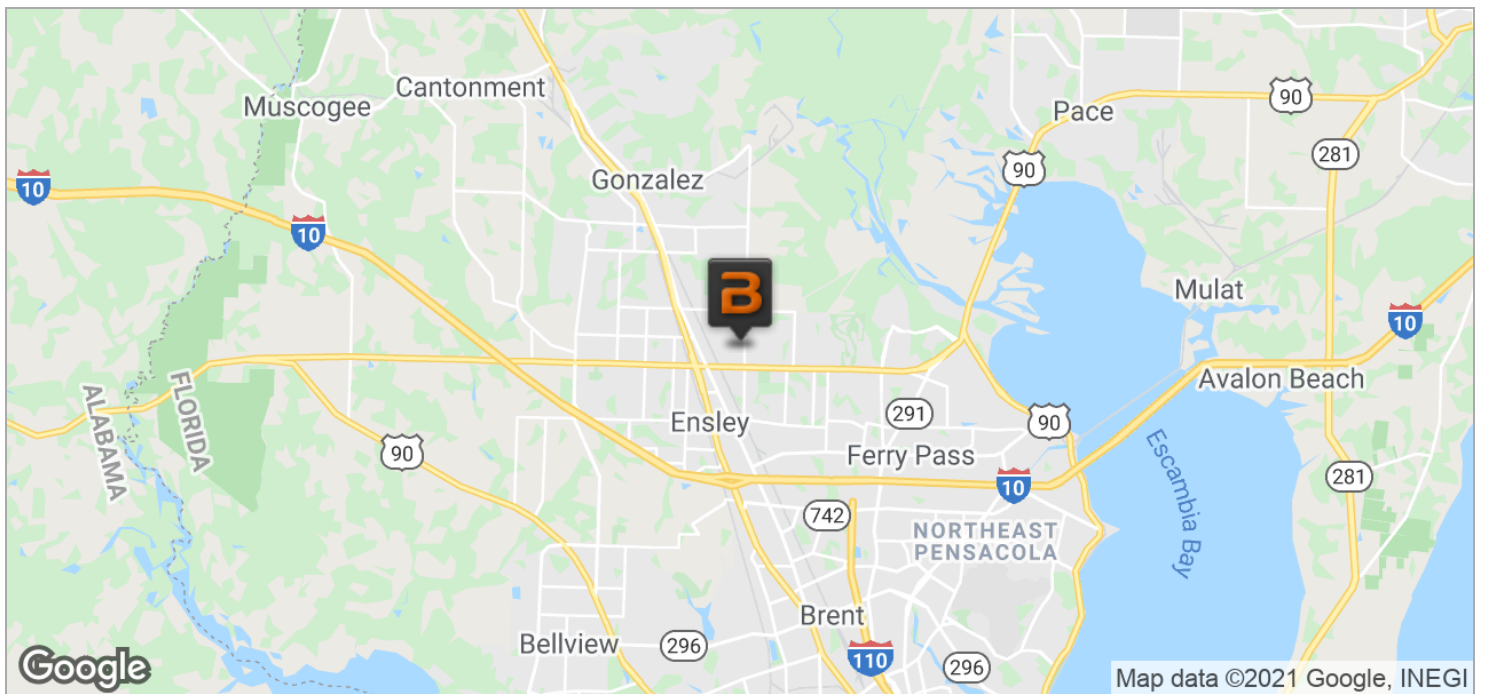 Cantonment
Muscogee
90
Pace
281
90
10
Gonzalez
10
B
Mulat
10
Avalon Beach
FLORIDA
ALABAMA
291
90
Ensley
90
Ferry Pass
281
10
Escambia Bay
742
NORTHEAST
PENSACOLA
Brent
Bellview
296
110
296
Google
Map data ©2021 Google, INEGI